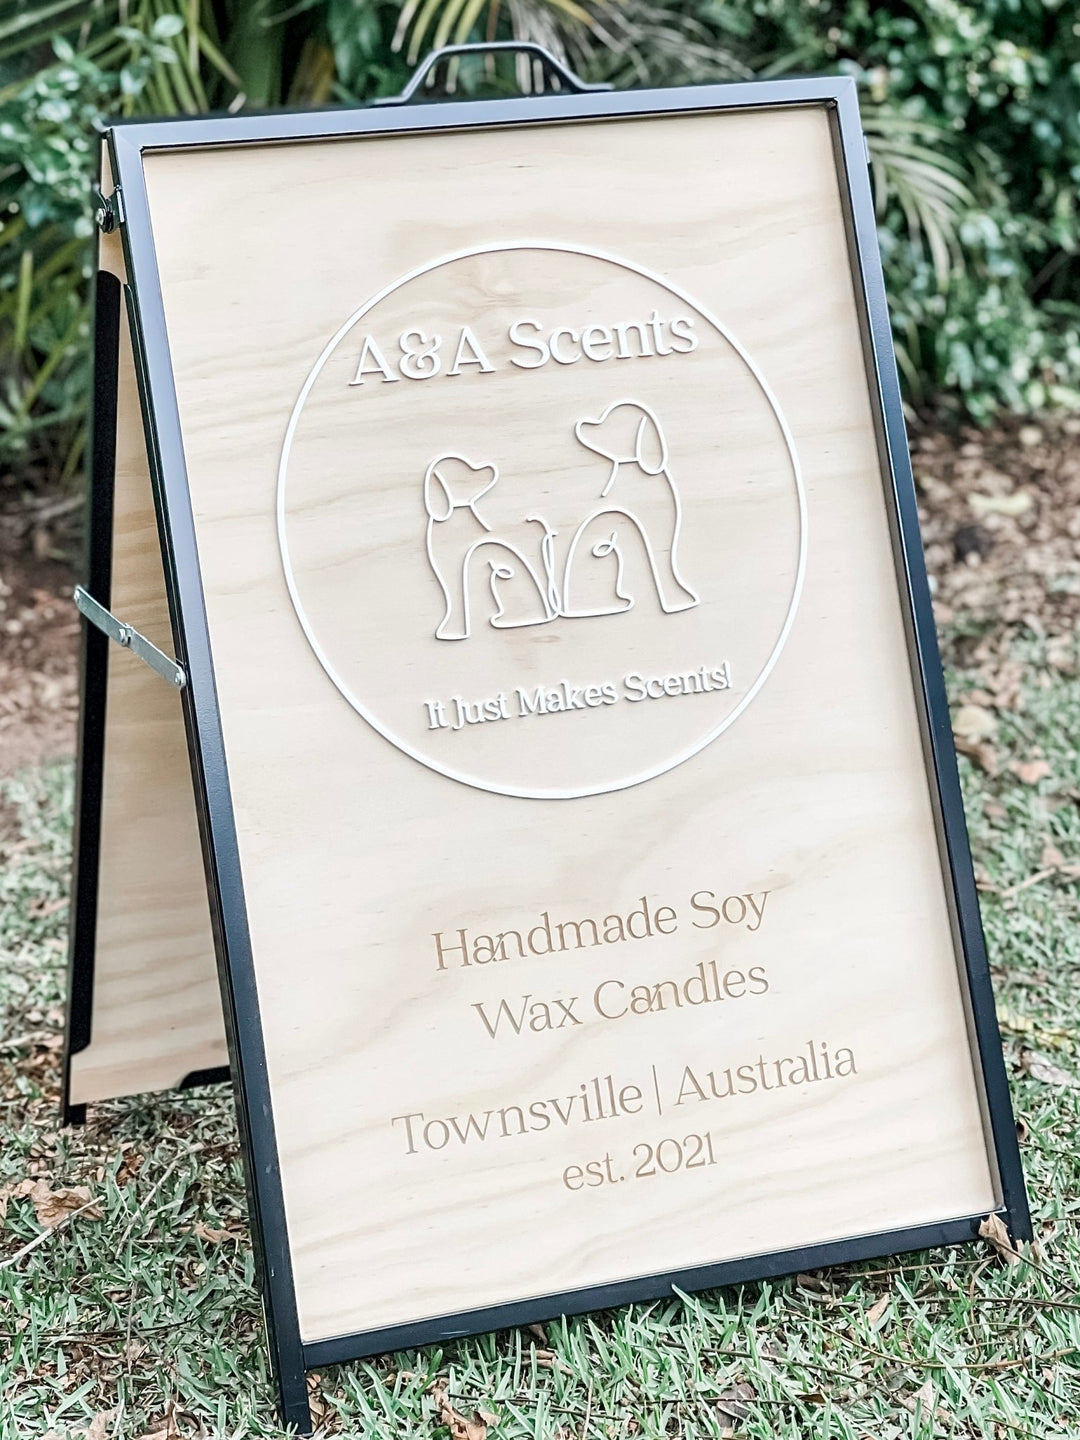 A&A Scents
It Just Makes Scents!
Handmade Soy
Wax Candles
Townsville | Australia
est. 2021